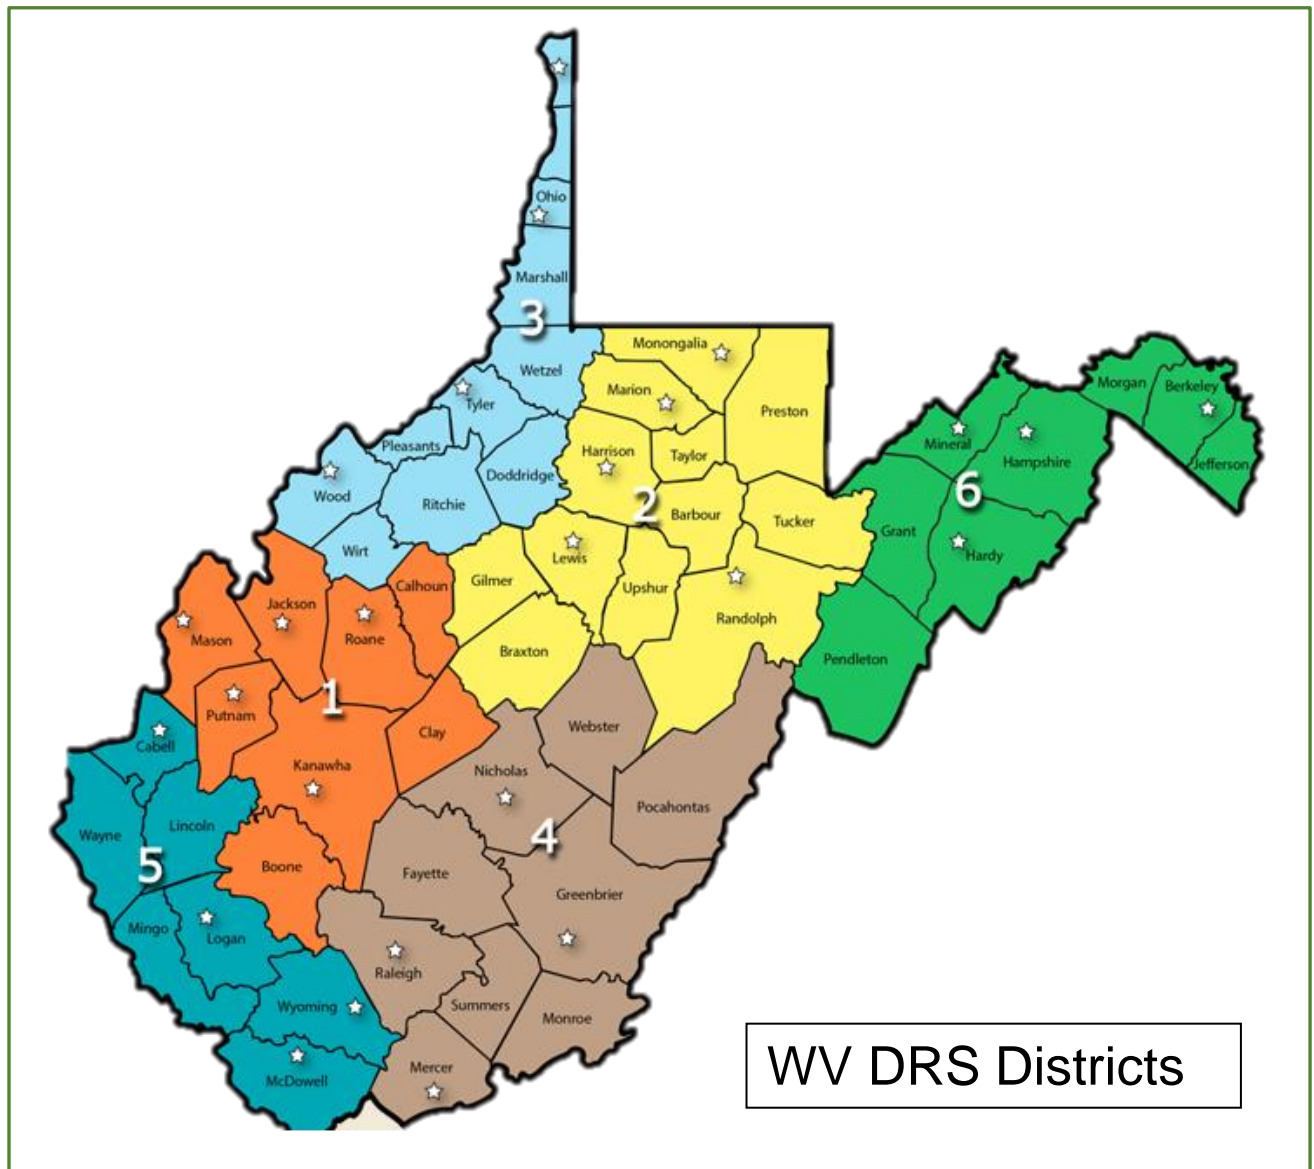 Ohio
Marshall
3
Wetzel
Monongalia
Marion
Preston
Tyler
Pleasants
Harrison
Taylor
Doddridge
Wood
Ritchie
2
Barbour
Tucker
Wirt
Lewis
Gilmer
Upshur
Randolph
Braxton
Morgan
Berkeley
Mineral
Hampshire
Jefferson
6
Grant
Hardy
Pendleton
Calhoun
Jackson
Roane
Mason
1
Putnam
Clay
Kanawha
Boone
Cabell
Lincoln
Wayne
5
Mingo
Logan
Wyoming
McDowell
Webster
Nicholas
Pocahontas
4
Fayette
Greenbrier
Raleigh
Summers
Monroe
Mercer
WV DRS Districts